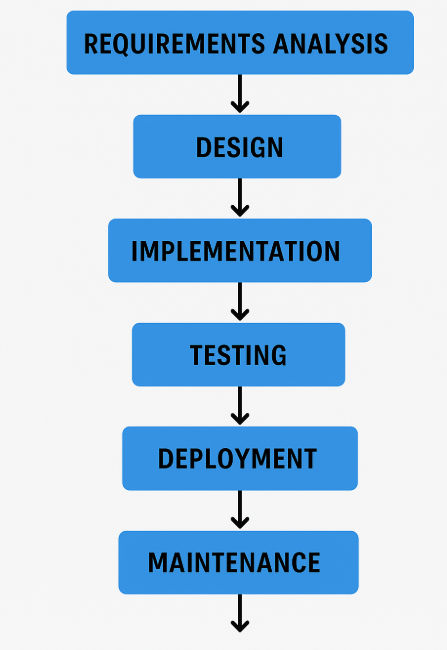 REQUIREMENTS ANALYSIS
DESIGN
IMPLEMENTATION
TESTING
DEPLOYMENT
MAINTENANCE